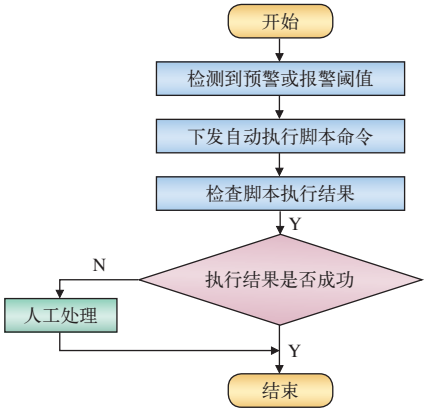 开始
检测到预警或报警阈值
下发自动执行脚本命令
检查脚本执行结果
Y
执行结果是否成功
N
人工处理
Y
结束